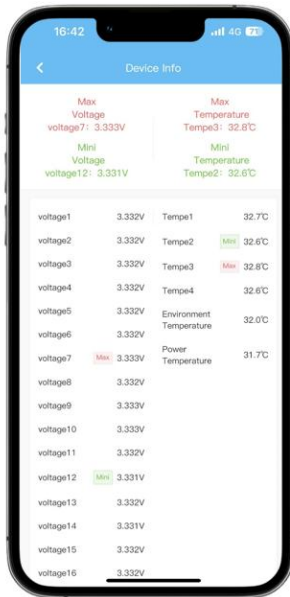 16:42
4G 71
Device Info
Max
Voltage
voltage7: 3.333V
Max
Temperature
Tempe3: 32.8℃
Mini
Voltage
voltage12: 3.331V
Mini
Temperature
Tempe2: 32.6℃
voltage1 3.332V
voltage2 3.332V
voltage3 3.332V
voltage4 3.332V
voltage5 3.332V
voltage6 3.332V
voltage7 Max 3.333V
voltage8 3.332V
voltage9 3.333V
voltage10 3.333V
voltage11 3.332V
voltage12 Mini 3.331V
voltage13 3.332V
voltage14 3.331V
voltage15 3.332V
voltage16 3.332V
Tempe1 32.7℃
Tempe2 Mini 32.6℃
Tempe3 Max 32.8℃
Tempe4 32.6℃
Environment
Temperature 32.0℃
Power
Temperature 31.7℃